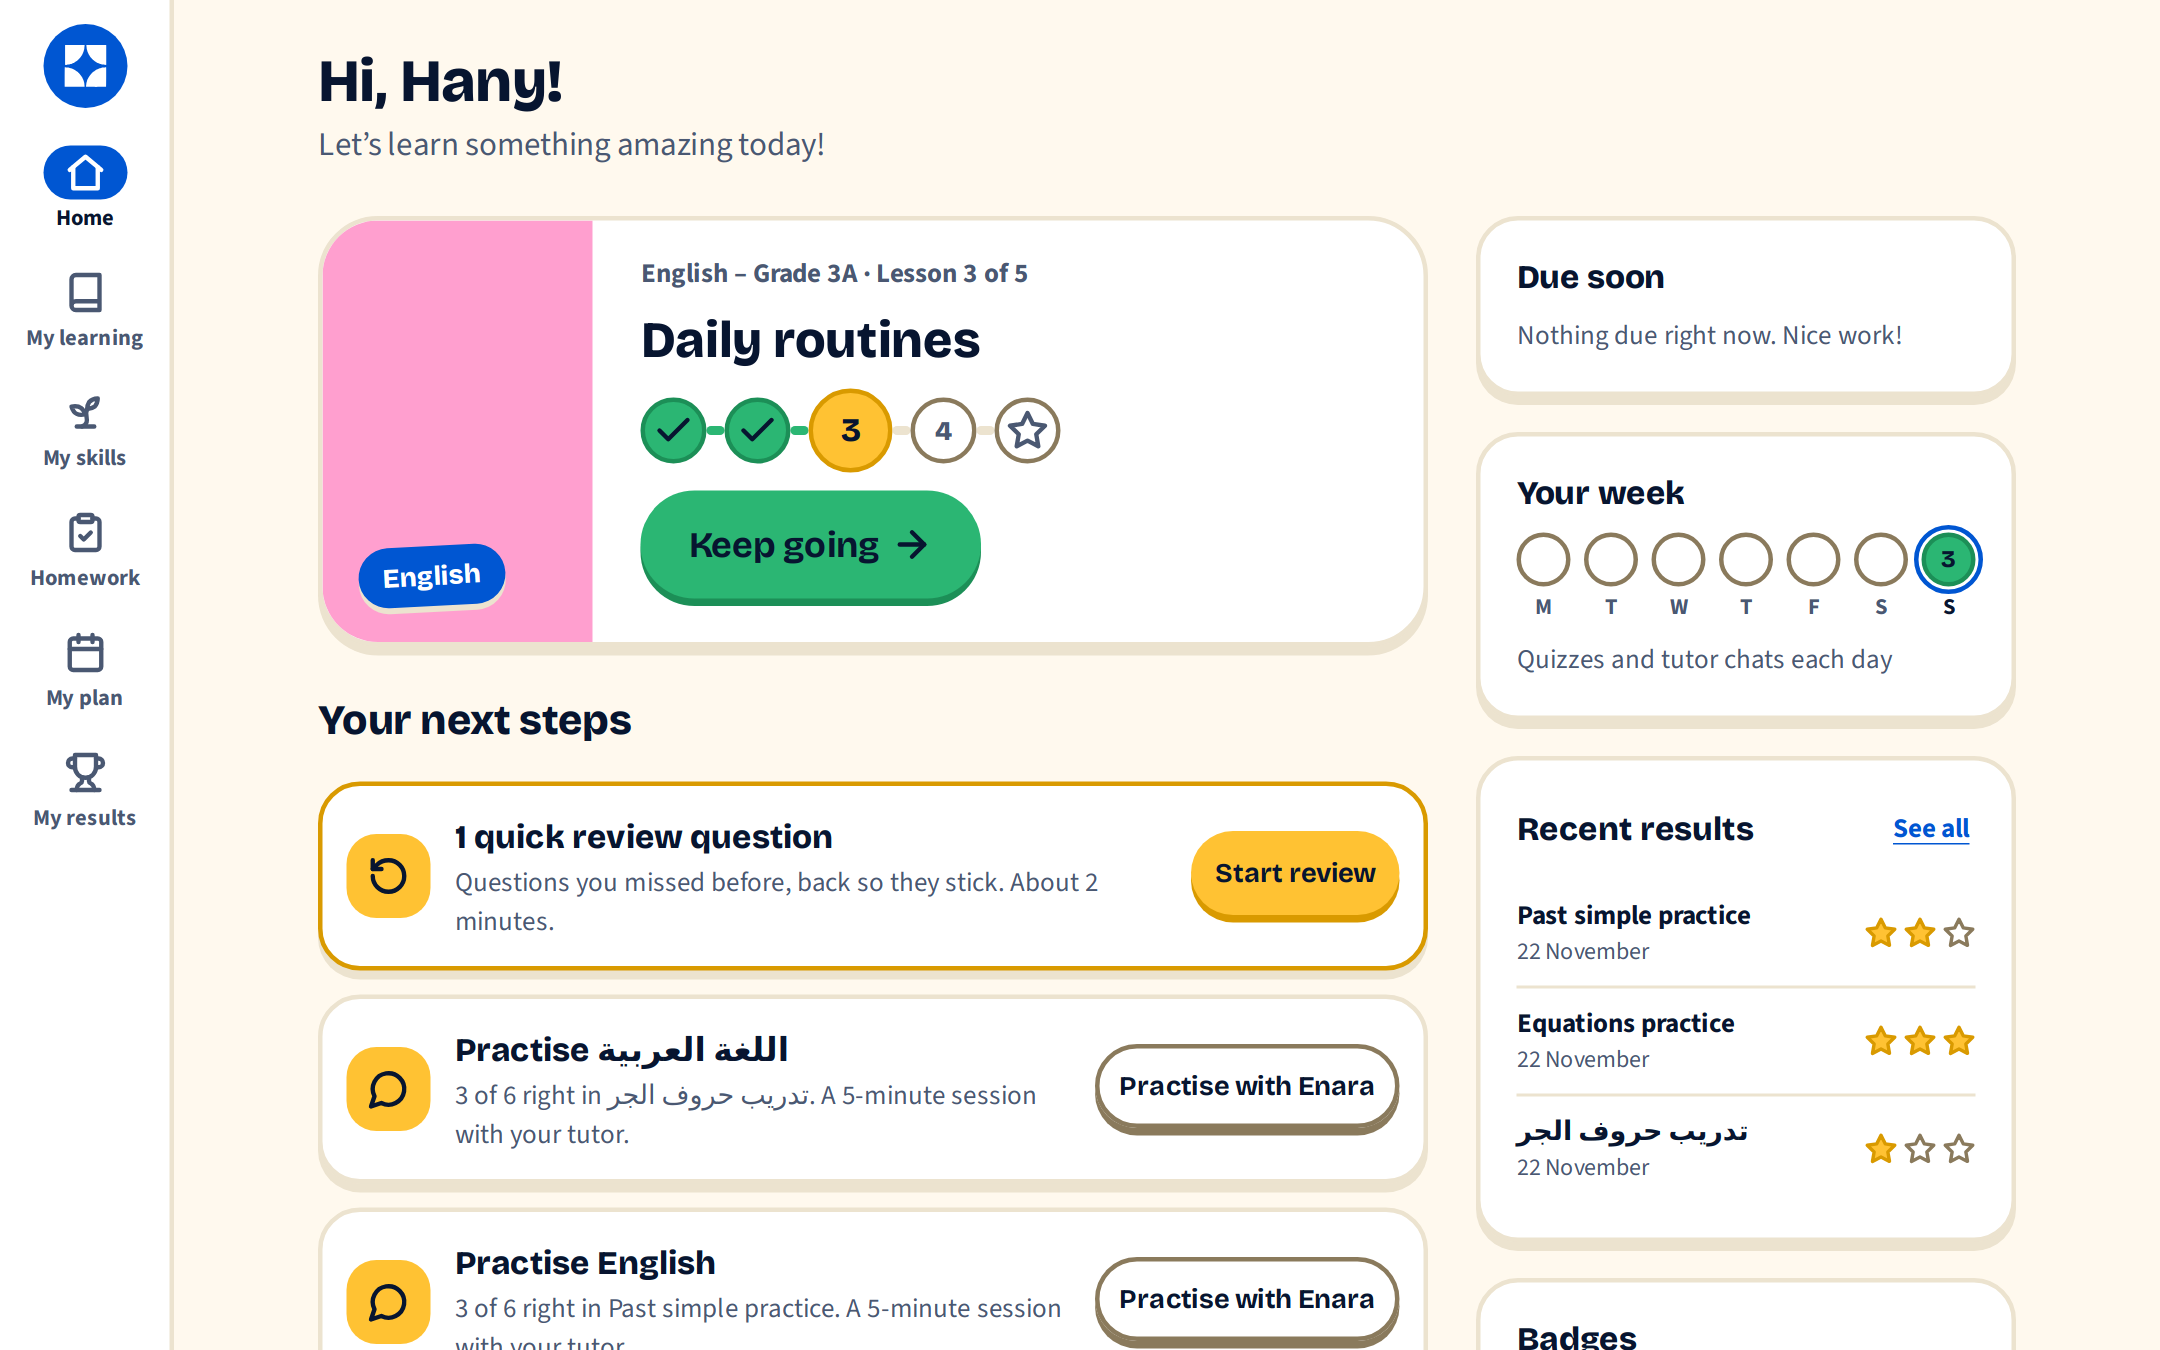 Home
My learning
My skills
Homework
My plan
My results
Hi, Hany!
Let's learn something amazing today!
English
English – Grade 3A · Lesson 3 of 5
Daily routines
3
4
Keep going
Your next steps
1 quick review question
Questions you missed before, back so they stick. About 2
minutes.
Start review
Practise اللغة العربية
3 of 6 right in تدريب حروف الجر. A 5-minute session
with your tutor.
Practise with Enara
Practise English
3 of 6 right in Past simple practice. A 5-minute session
with your tutor.
Practise with Enara
Due soon
Nothing due right now. Nice work!
Your week
3
M T W T F S S
Quizzes and tutor chats each day
Recent results
See all
Past simple practice
22 November
Equations practice
22 November
تدريب حروف الجر
22 November
Badges